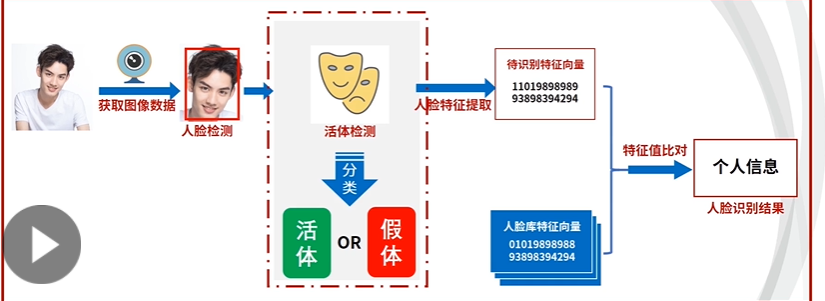 获取图像数据
人脸检测
活体检测
分类
活体
OR
假体
人脸特征提取
待识别特征向量
11019898989
93898394294
人脸库特征向量
01019898988
93898394294
特征值比对
个人信息
人脸识别结果